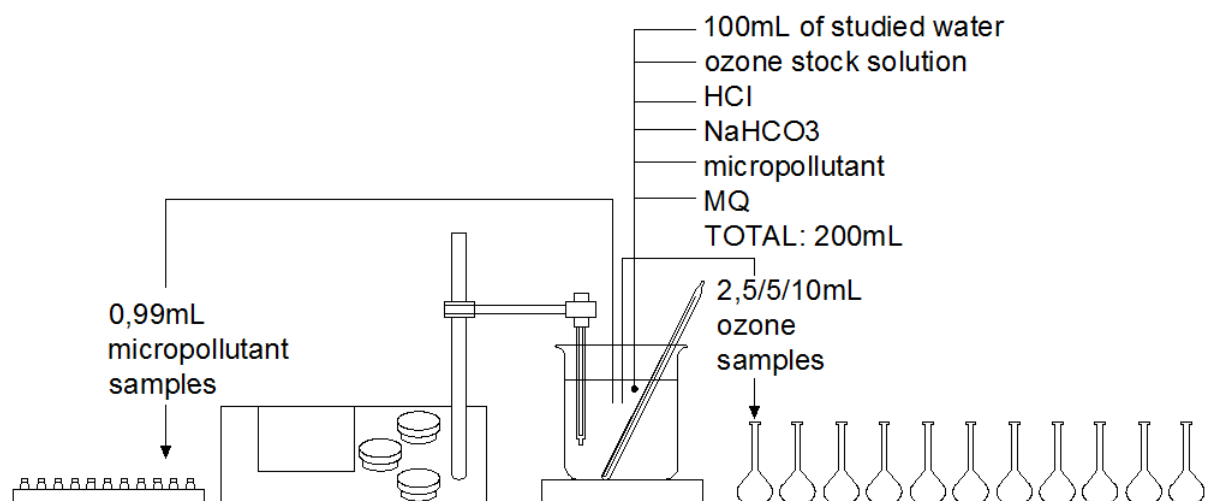 100mL of studied water
ozone stock solution
HCl
NaHCO3
micropollutant
MQ
TOTAL: 200mL
0,99mL
micropollutant
samples
2,5/5/10mL
ozone
samples